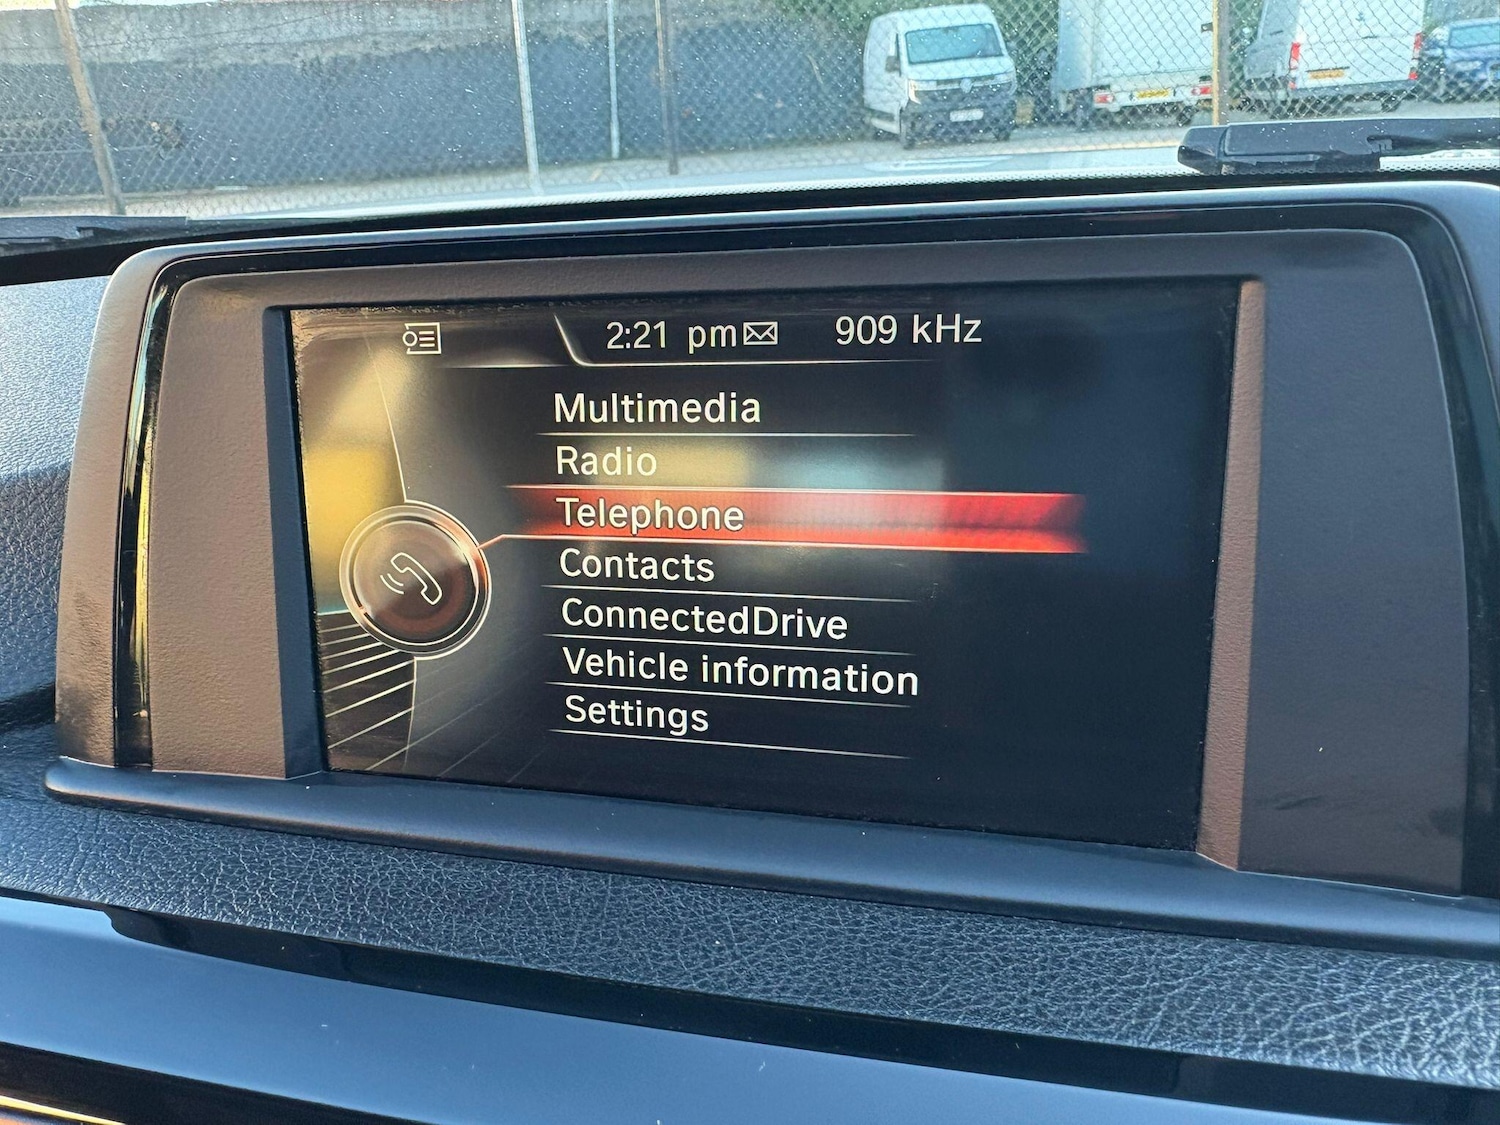 2:21 pm 909 kHz
Multimedia
Radio
Telephone
Contacts
ConnectedDrive
Vehicle information
Settings